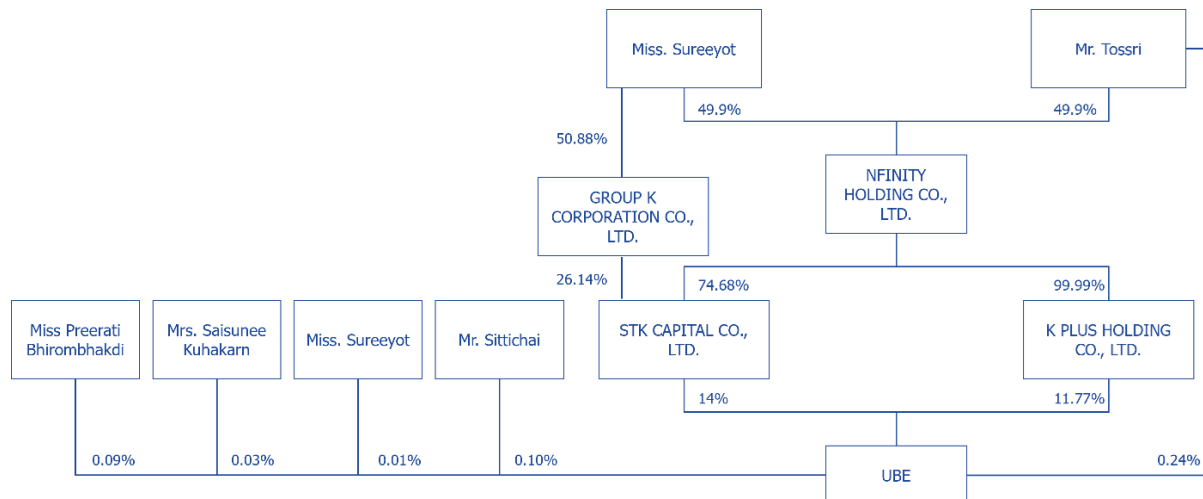 Miss. Sureeyot
Mr. Tossri
49.9%
49.9%
50.88%
NFINITY
HOLDING CO.,
LTD.
GROUP K
CORPORATION CO.,
LTD.
26.14%
74.68%
99.99%
Miss Preerati
Bhirombhakdi
Mrs. Saisunee
Kuhakarn
Miss. Sureeyot
Mr. Sittichai
STK CAPITAL CO.,
LTD.
K PLUS HOLDING
CO., LTD.
14%
11.77%
0.09%
0.03%
0.01%
0.10%
UBE
0.24%